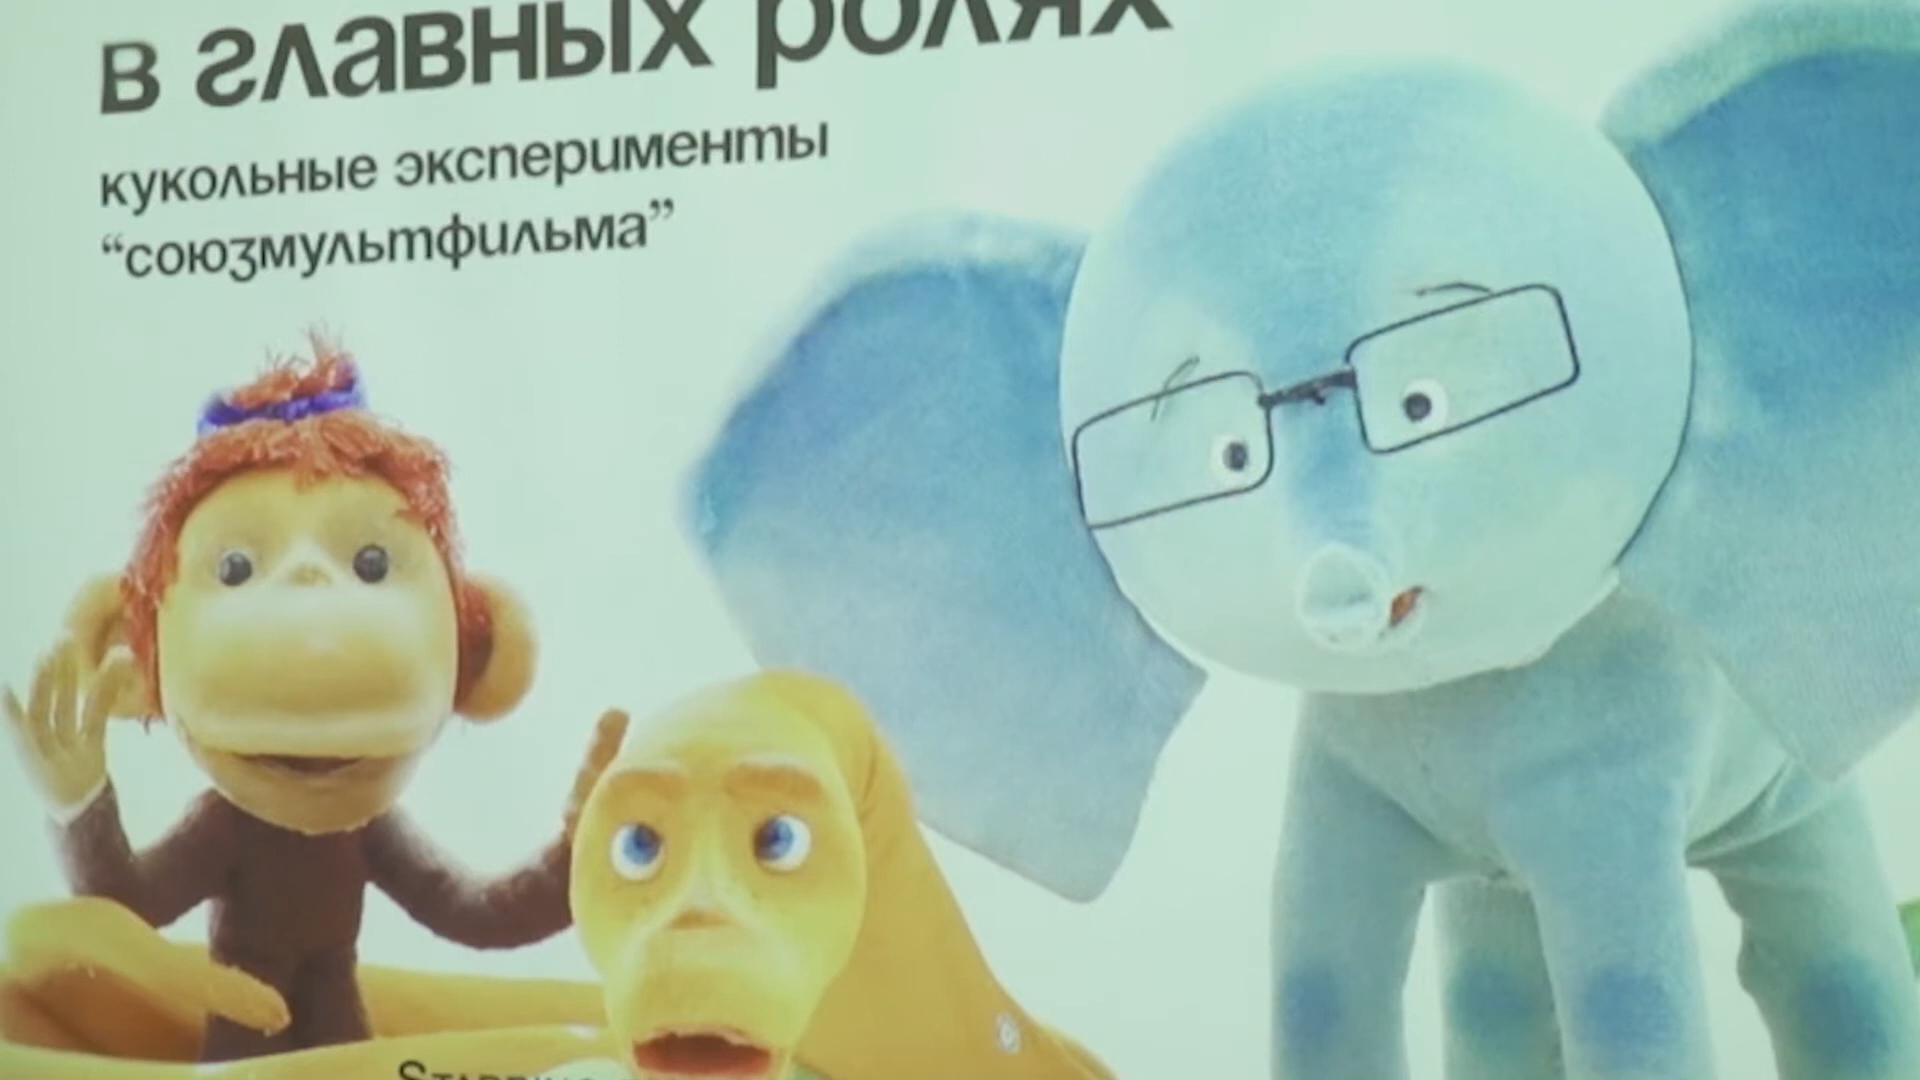 в главных ролях
кукольные эксперименты
“союзмультфильма”